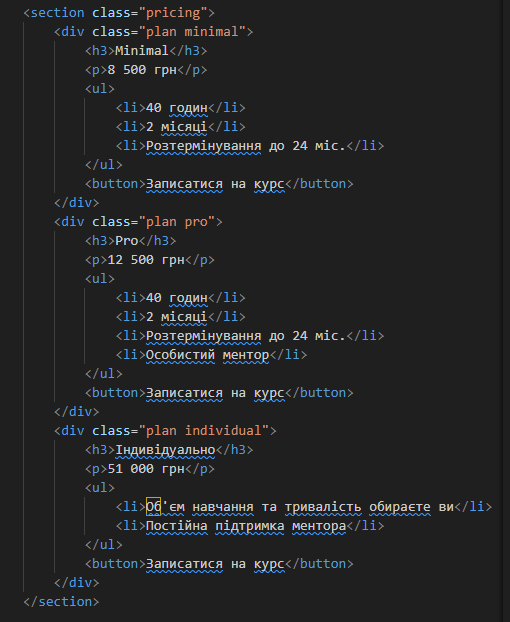 <section class="pricing">
<div class="plan minimal">
<h3>Minimal</h3>
<p>8 500 грн</p>
<ul>
<li>40 годин</li>
<li>2 місяці</li>
<li>Розтермінування до 24 міс.</li>
</ul>
<button>Записатися на курс</button>
</div>
<div class="plan pro">
<h3>Pro</h3>
<p>12 500 грн</p>
<ul>
<li>40 годин</li>
<li>2 місяці</li>
<li>Розтермінування до 24 міс.</li>
<li>Особистий ментор</li>
</ul>
<button>Записатися на курс</button>
</div>
<div class="plan individual">
<h3>Індивідуально</h3>
<p>51 000 грн</p>
<ul>
<li>Об'єм навчання та тривалість обираєте ви</li>
<li>Постійна підтримка ментора</li>
</ul>
<button>Записатися на курс</button>
</div>
</section>